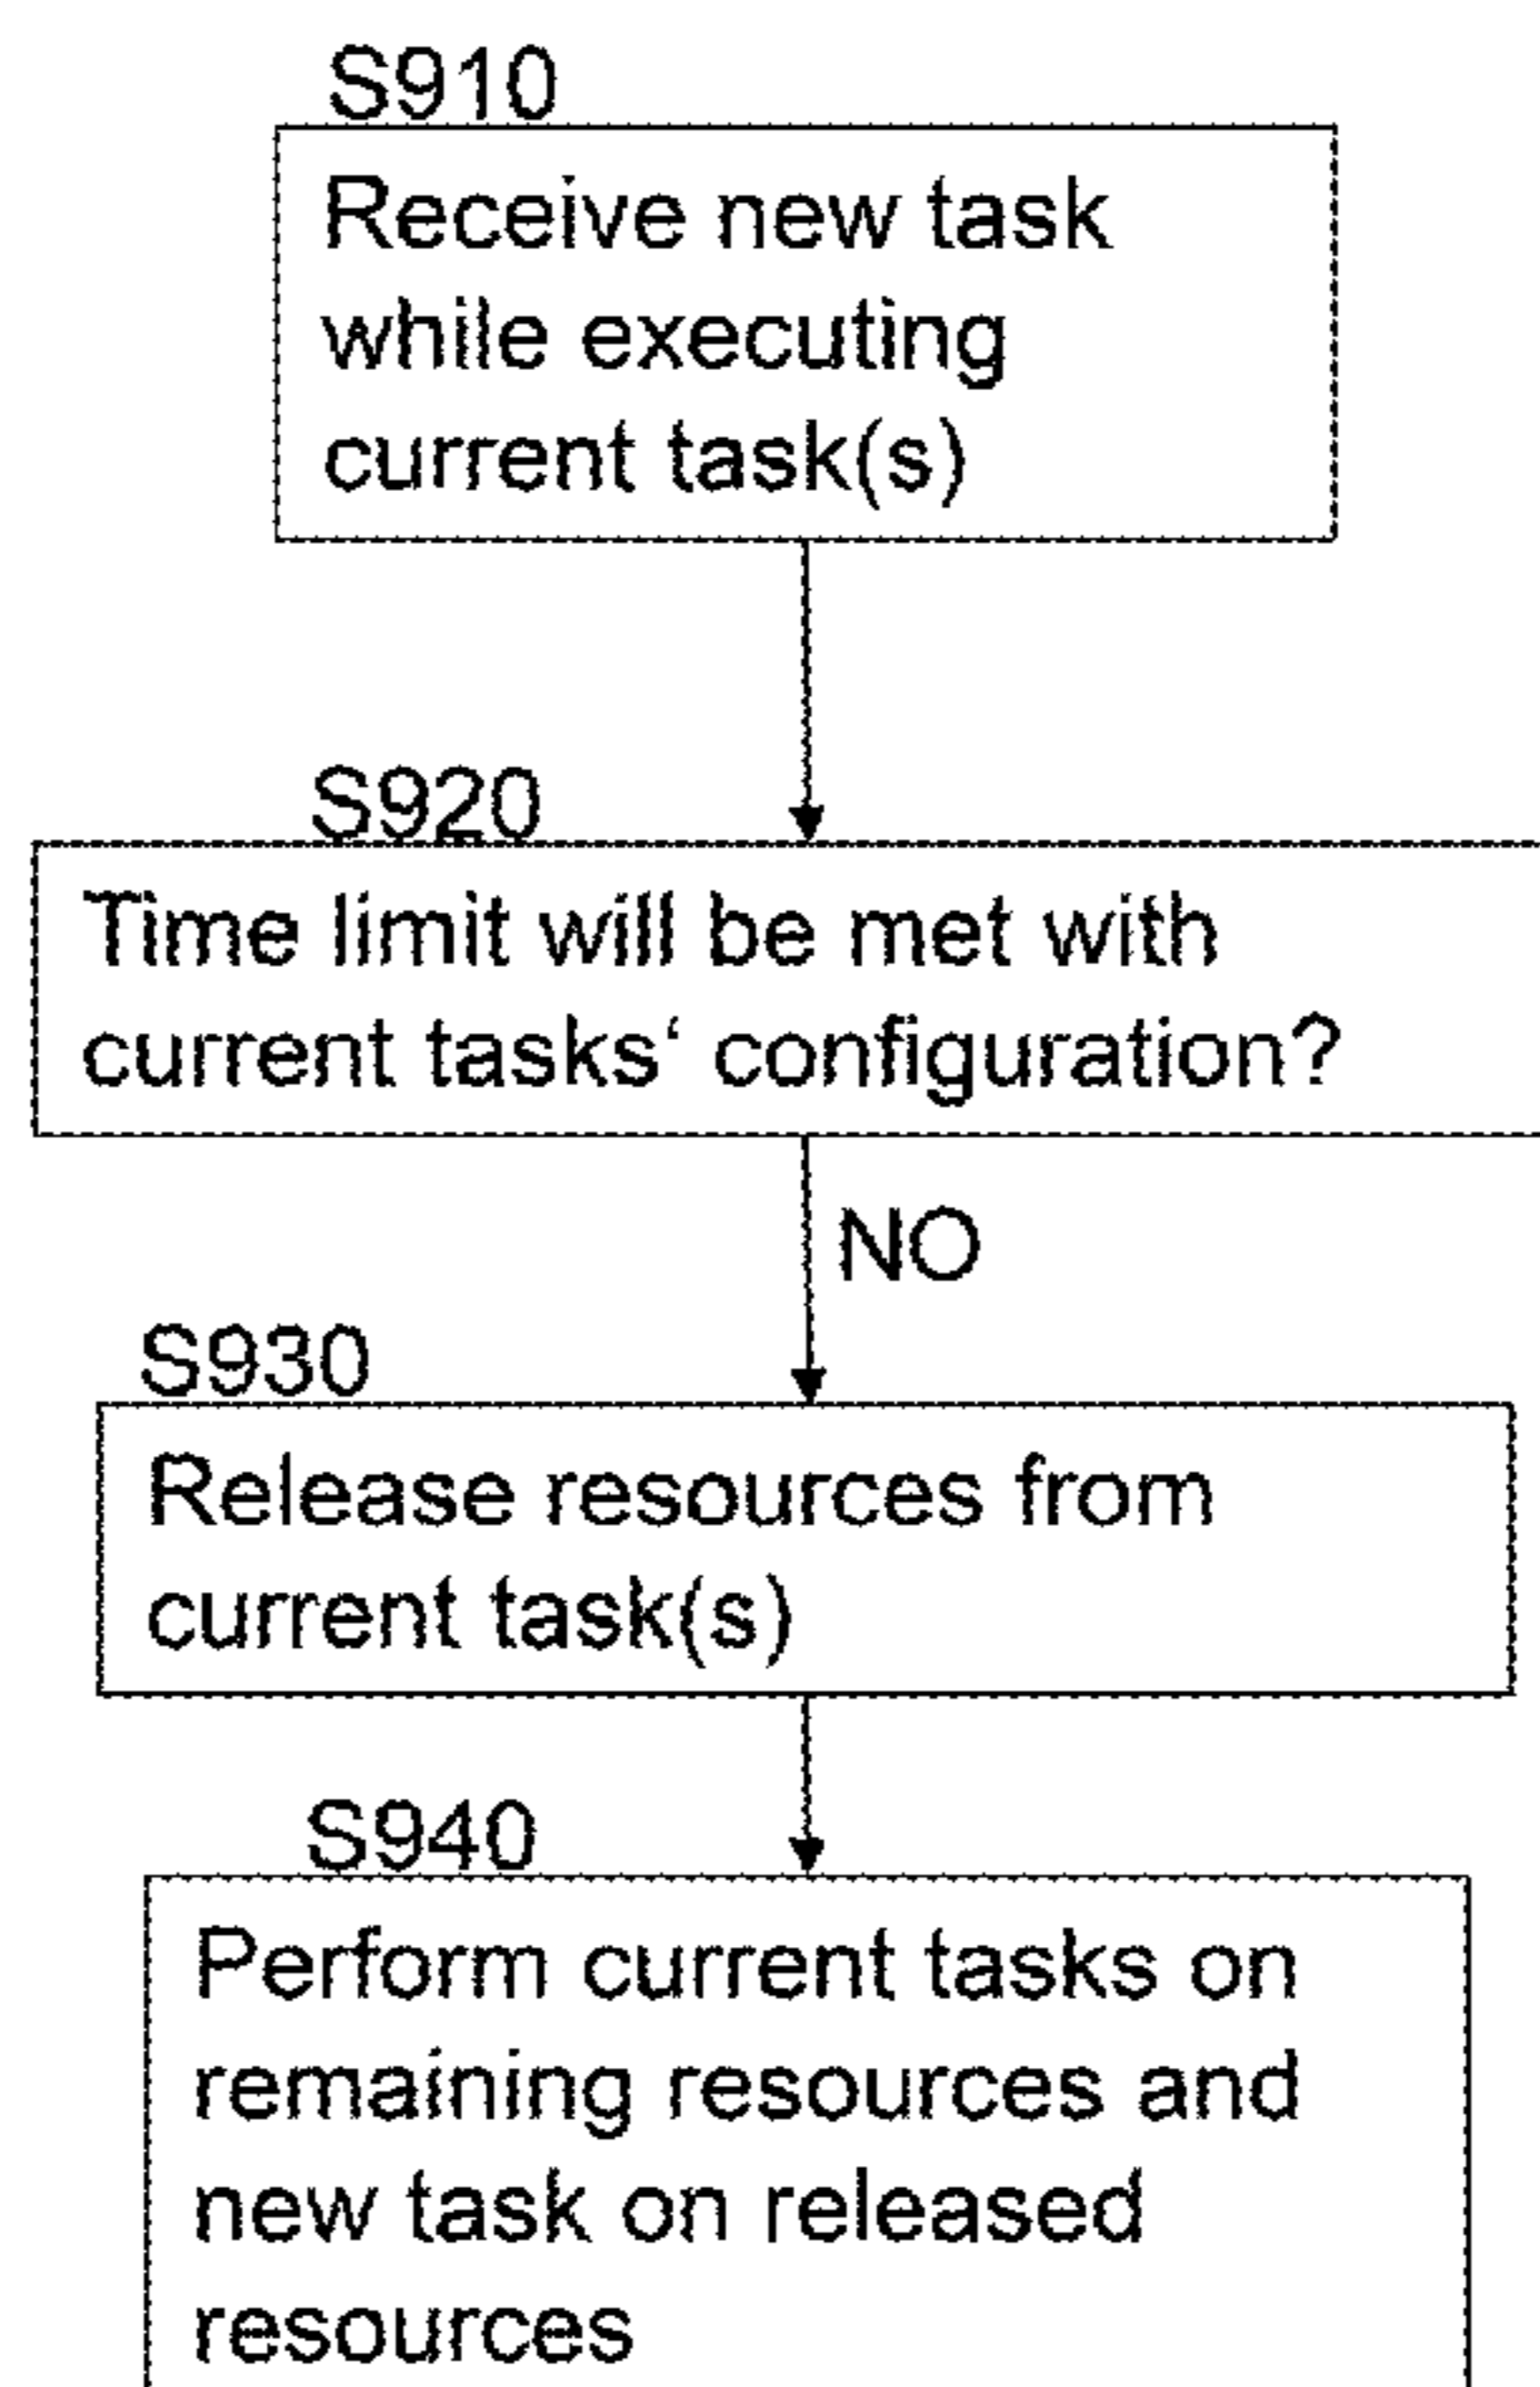 S910
Receive new task
while executing
current task(s)
S920
Time limit will be met with
current tasks‘ configuration?
NO
S930
Release resources from
current task(s)
S940
Perform current tasks on
remaining resources and
new task on released
resources